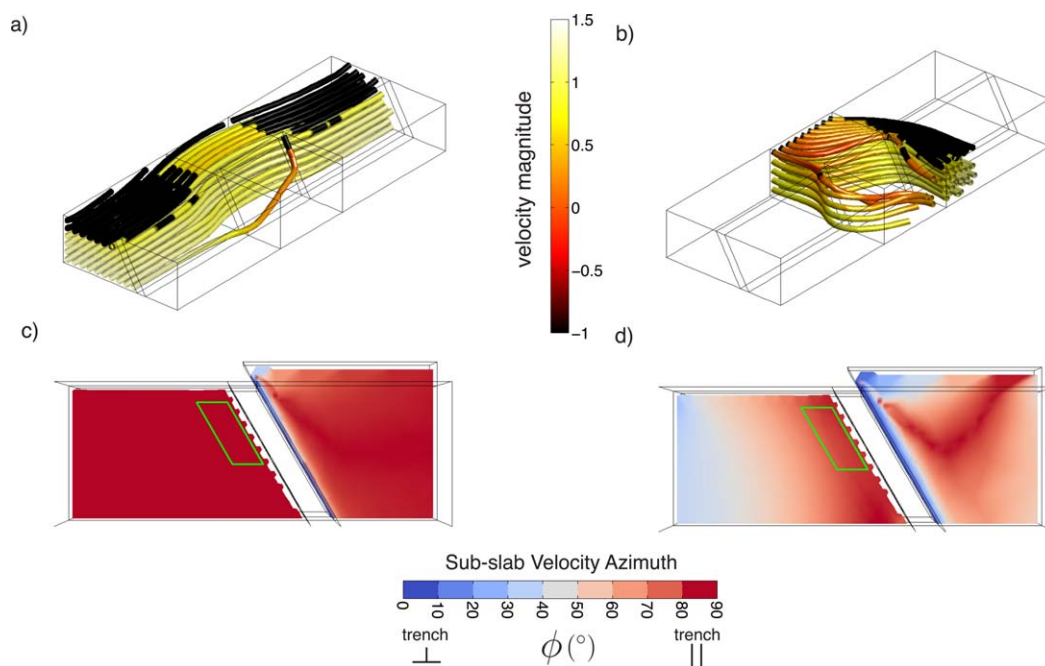 a)
b)
1.5
1
0.5
0
−0.5
−1
velocity magnitude
c)
d)
Sub-slab Velocity Azimuth
0 10 20 30 40 50 60 70 80 90
trench ϕ(°) trench
⊥ ||